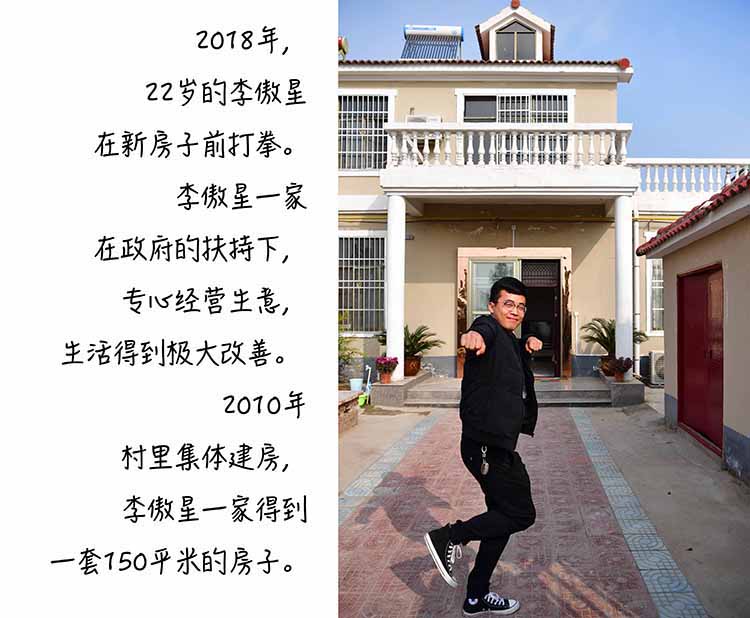 2018年，
22岁的李傲星
在新房子前打拳。
李傲星一家
在政府的扶持下，
专心经营生意，
生活得到极大改善。
2010年
村里集体建房，
李傲星一家得到
一套150平米的房子。